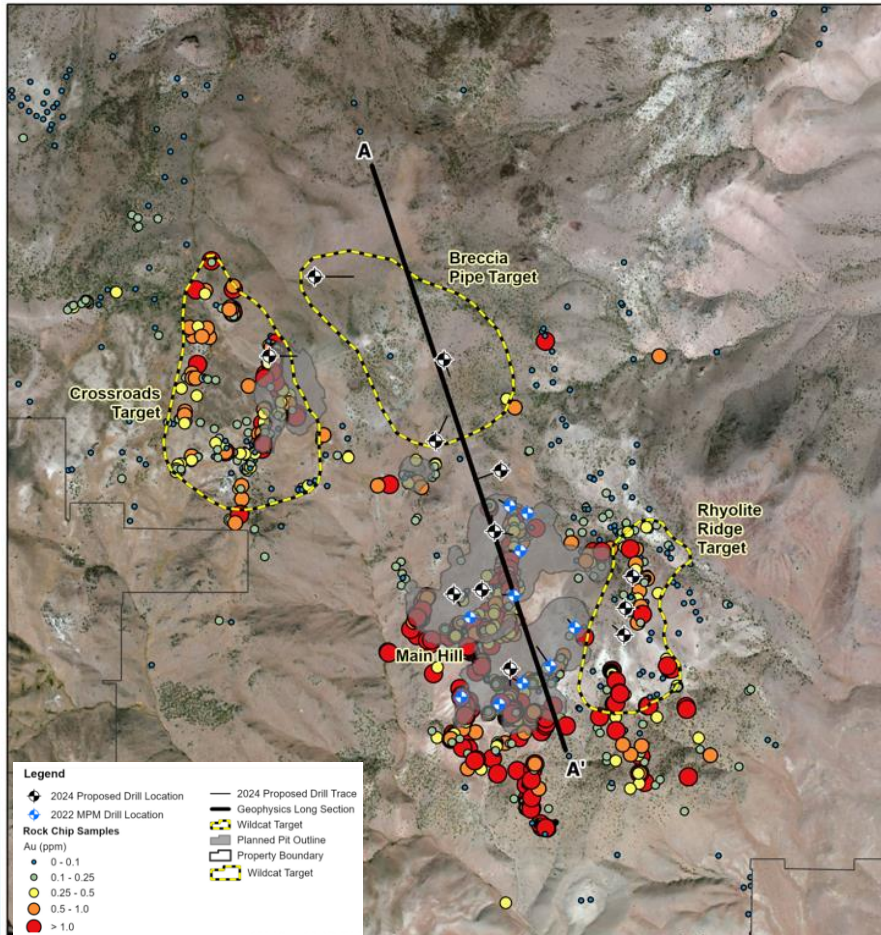 A
Breccia
Pipe Target
Crossroads
Target
Rhyolite
Ridge
Target
Main Hill
A'
Legend
2024 Proposed Drill Location
2022 MPM Drill Location
Rock Chip Samples
Au (ppm)
0 - 0.1
0.1 - 0.25
0.25 - 0.5
0.5 - 1.0
> 1.0
2024 Proposed Drill Trace
Geophysics Long Section
Wildcat Target
Planned Pit Outline
Property Boundary
Wildcat Target